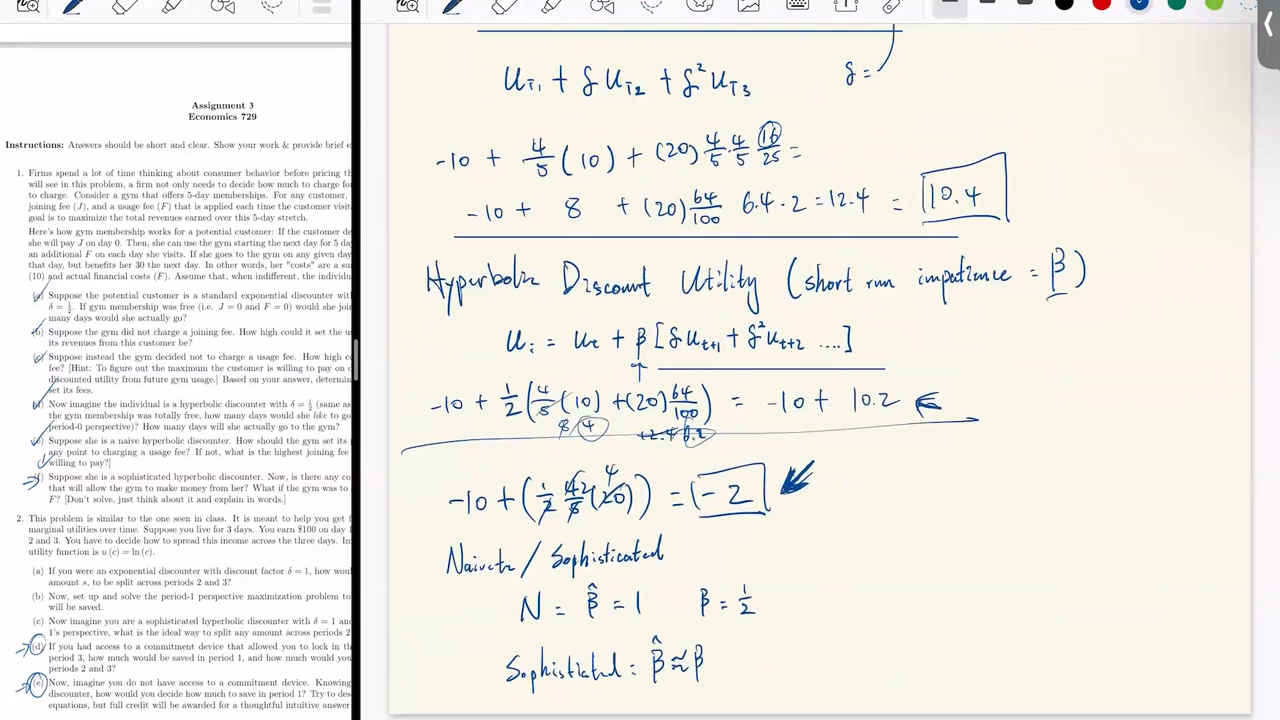 Assignment 3
Economics 729
Instructions: Answers should be short and clear. Show your work & provide brief e
1. Firms spend a lot of time thinking about consumer behavior before pricing th
will see in this problem, a firm not only needs to decide how much to charge for
to charge. Consider a gym that offers 5-day memberships. For any customer,
joining fee (J), and a usage fee (F) that is applied each time the customer visit
goal is to maximize the total revenues earned over this 5-day stretch.
Here's how gym membership works for a potential customer: If the customer de
she will pay J on day 0. Then, she can use the gym starting the next day for 5 da
an additional F on each day she visits. If she goes to the gym on any given day
that day, but benefits her 30 the next day. In other words, her "costs" are a su
(10) and actual financial costs (F). Assume that, when indifferent, the individua
(a) Suppose the potential customer is a standard exponential discounter wit
δ = 1/2. If gym membership was free (i.e. J = 0 and F = 0) would she joi
many days would she actually go?
(b) Suppose the gym did not charge a joining fee. How high could it set the us
its revenues from this customer be?
(c) Suppose instead the gym decided not to charge a usage fee. How high co
fee? [Hint: To figure out the maximum the customer is willing to pay on d
discounted utility from future gym usage.] Based on your answer, determin
set its fees.
(d) Now imagine the individual is a hyperbolic discounter with δ = 1/2 (same as
the gym membership was totally free, how many days would she like to go
period-0 perspective)? How many days will she actually go to the gym?
(e) Suppose she is a naive hyperbolic discounter. How should the gym set its
any point to charging a usage fee? If not, what is the highest joining fee
willing to pay?]
(f) Suppose she is a sophisticated hyperbolic discounter. Now, is there any co
that will allow the gym to make money from her? What if the gym was to
F? [Don't solve, just think about it and explain in words.]
2. This problem is similar to the one seen in class. It is meant to help you get f
marginal utilities over time. Suppose you live for 3 days. You earn $100 on day
2 and 3. You have to decide how to spread this income across the three days. In
utility function is u (c) = ln (c).
(a) If you were an exponential discounter with discount factor δ = 1, how wou
amount s, to be split across periods 2 and 3?
(b) Now, set up and solve the period-1 perspective maximization problem to
will be saved.
(c) Now imagine you are a sophisticated hyperbolic discounter with δ = 1 and
1's perspective, what is the ideal way to split any amount across periods 2
(d) If you had access to a commitment device that allowed you to lock in th
period 3, how much would be saved in period 1, and how much would you
periods 2 and 3?
(e) Now, imagine you do not have access to a commitment device. Knowing
discounter, how would you decide how much to save in period 1? Try to des
equations, but full credit will be awarded for a thoughtful intuitive answer
δ =
u_T1 + δ u_T2 + δ² u_T3
-10 + 4/5 (10) + (20) 4/5 · 4/5 16/25 =
-10 + 8 + (20) 64/100 6.4 · 2 = 12.4 = 10.4
Hyperbolic Discount Utility (short run impatience = β)
u_i = u_t + β [δ u_t+1 + δ² u_t+2 ....]
-10 + 1/2 (4/5 (10) + (20) 64/100) = -10 + 10.2
8/ 4 12.4 6.2
-10 + (1/2 4/5 (20)) = -2
Naivete / Sophisticated
N = β̂ = 1 β = 1/2
Sophisticated : β̂ ≈ β